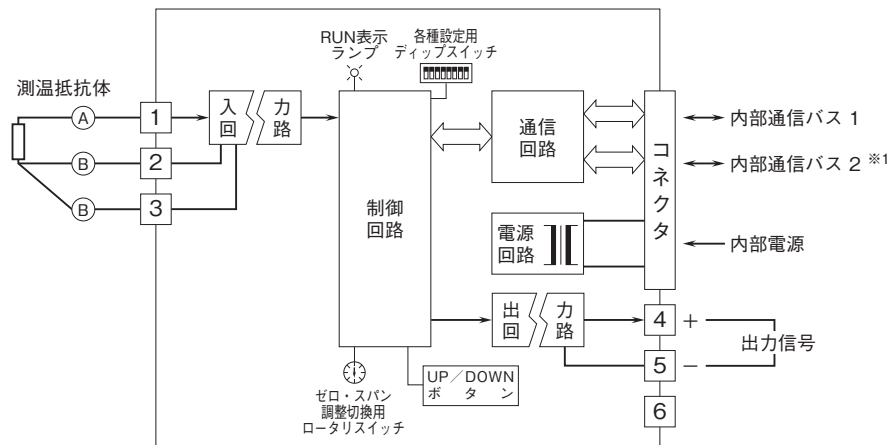 RUN表示
ランプ
各種設定用
ディップスイッチ
測温抵抗体
A
1
入力
回路
通信
回路
内部通信バス 1
B
2
内部通信バス 2 ※1
コネクタ
B
3
制御
回路
電源
回路
内部電源
出力
回路
4
+
出力信号
5
−
6
ゼロ・スパン
調整切換用
ロータリスイッチ
UP/DOWN
ボタン